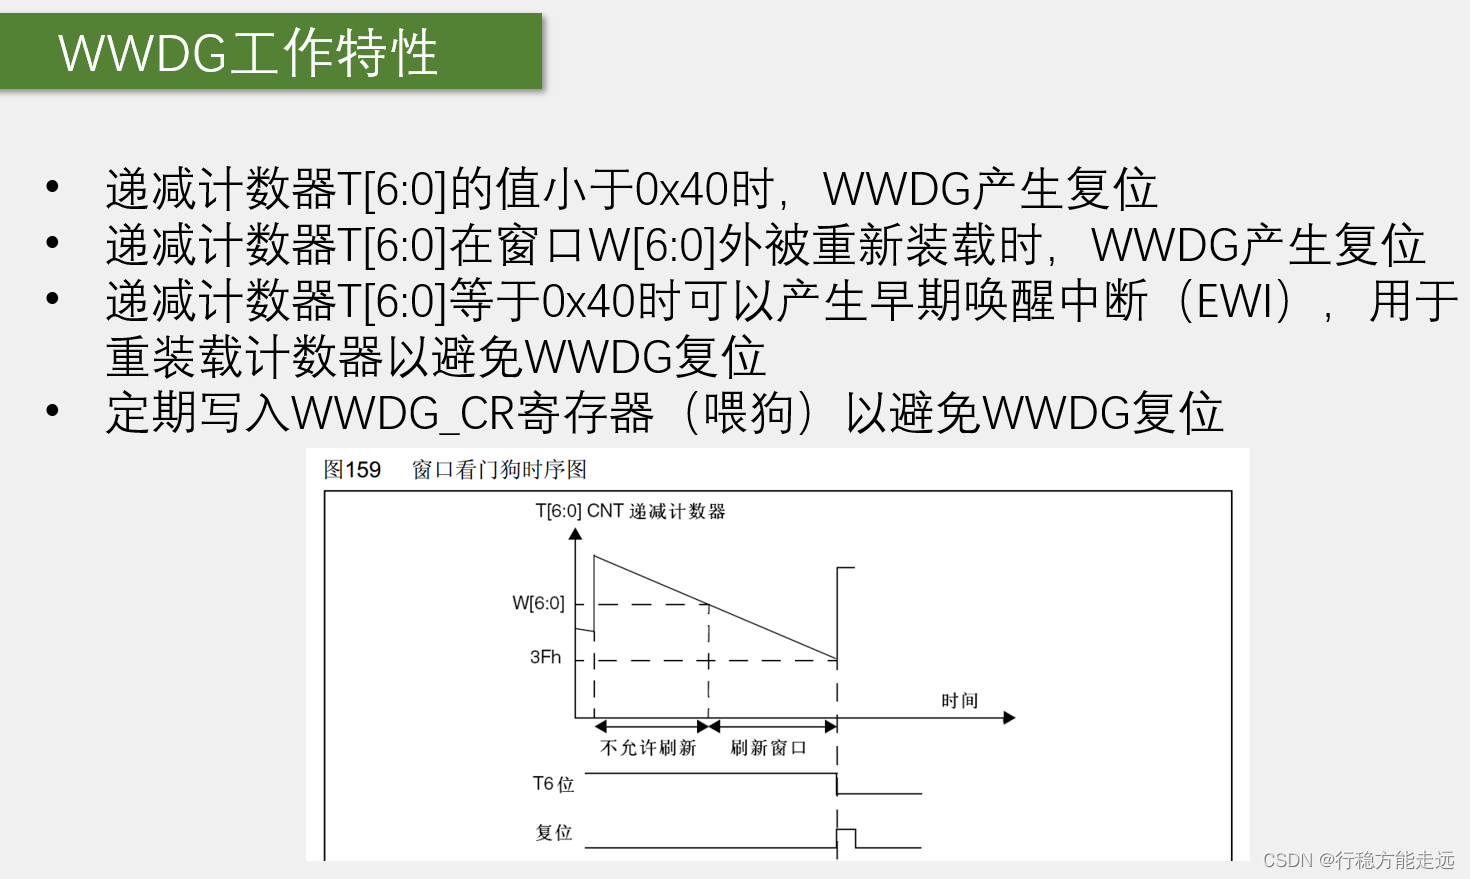 WWDG工作特性
• 递减计数器T[6:0]的值小于0x40时，WWDG产生复位
• 递减计数器T[6:0]在窗口W[6:0]外被重新装载时，WWDG产生复位
• 递减计数器T[6:0]等于0x40时可以产生早期唤醒中断（EWI），用于
重装载计数器以避免WWDG复位
• 定期写入WWDG_CR寄存器（喂狗）以避免WWDG复位
图159 窗口看门狗时序图
T[6:0] CNT 递减计数器
W[6:0]
3Fh
时间
不允许刷新 刷新窗口
T6位
复位
CSDN @行稳方能走远